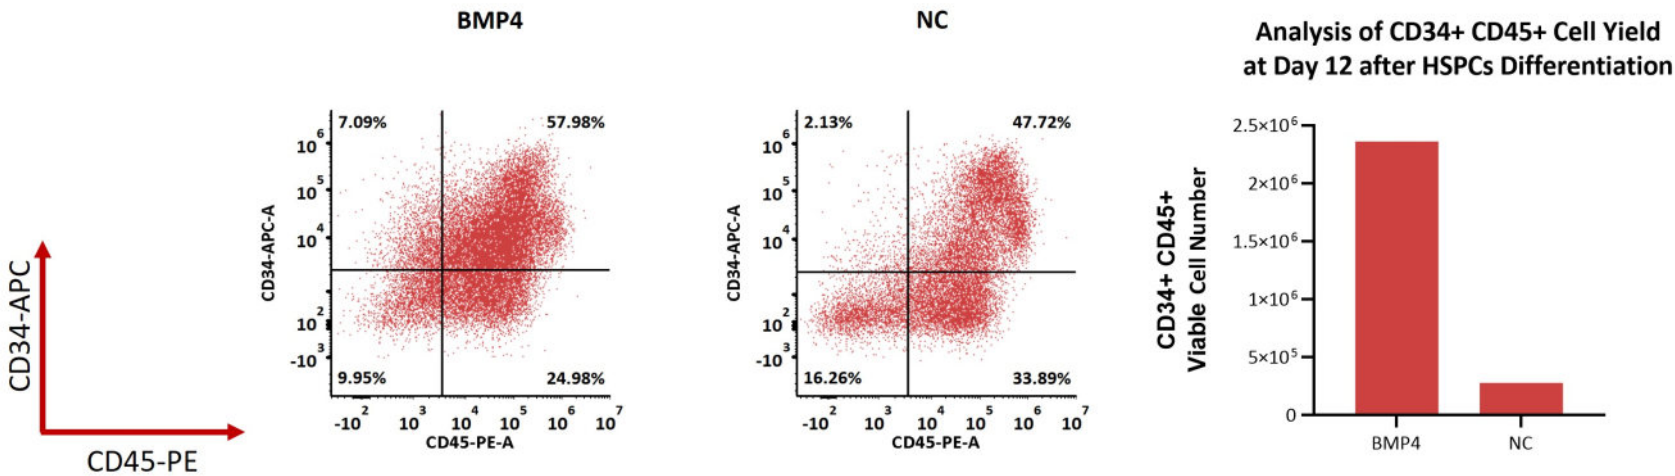 BMP4
NC
Analysis of CD34+ CD45+ Cell Yield
at Day 12 after HSPCs Differentiation
CD34-APC
CD45-PE
7.09%
57.98%
9.95%
24.98%
10^6
10^5
10^4
10^2
-10^3
CD34-APC-A
-10^2
10^3
10^4
10^5
10^6
10^7
CD45-PE-A
2.13%
47.72%
16.26%
33.89%
10^6
10^5
10^4
10^2
-10^3
CD34-APC-A
-10^2
10^3
10^4
10^5
10^6
10^7
CD45-PE-A
CD34+ CD45+
Viable Cell Number
2.5×10^6
2×10^6
1.5×10^6
1×10^6
5×10^5
0
BMP4
NC